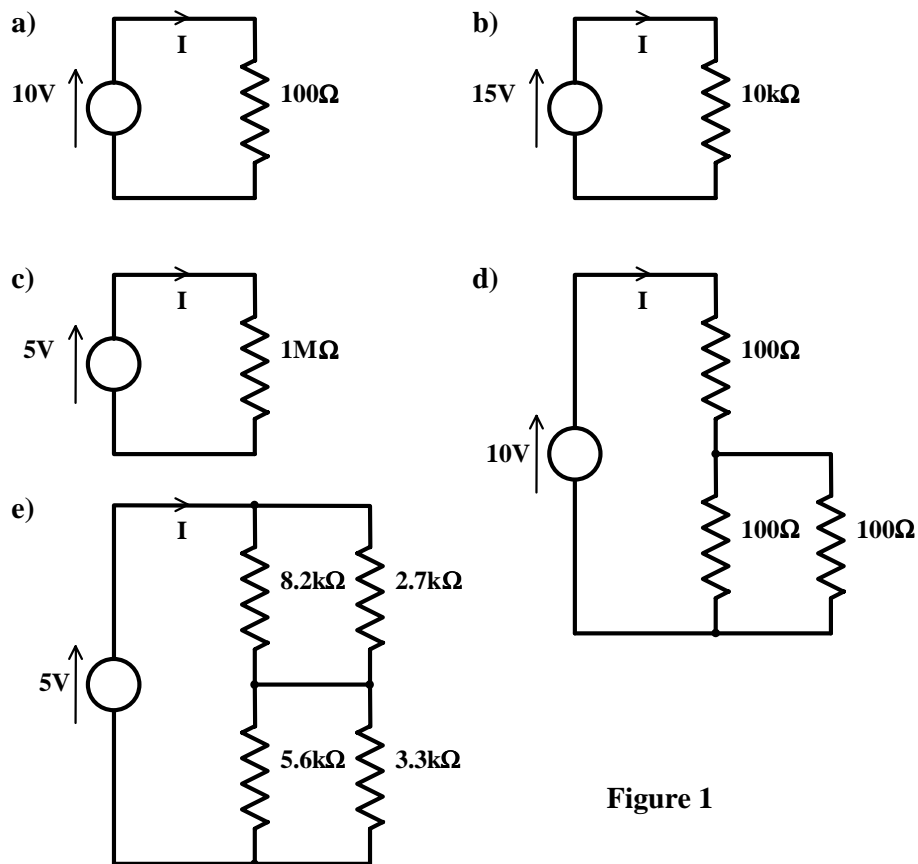 a)
I
10V
100Ω
b)
I
15V
10kΩ
c)
I
5V
1MΩ
d)
I
100Ω
10V
100Ω
100Ω
e)
I
8.2kΩ
2.7kΩ
5V
5.6kΩ
3.3kΩ
Figure 1